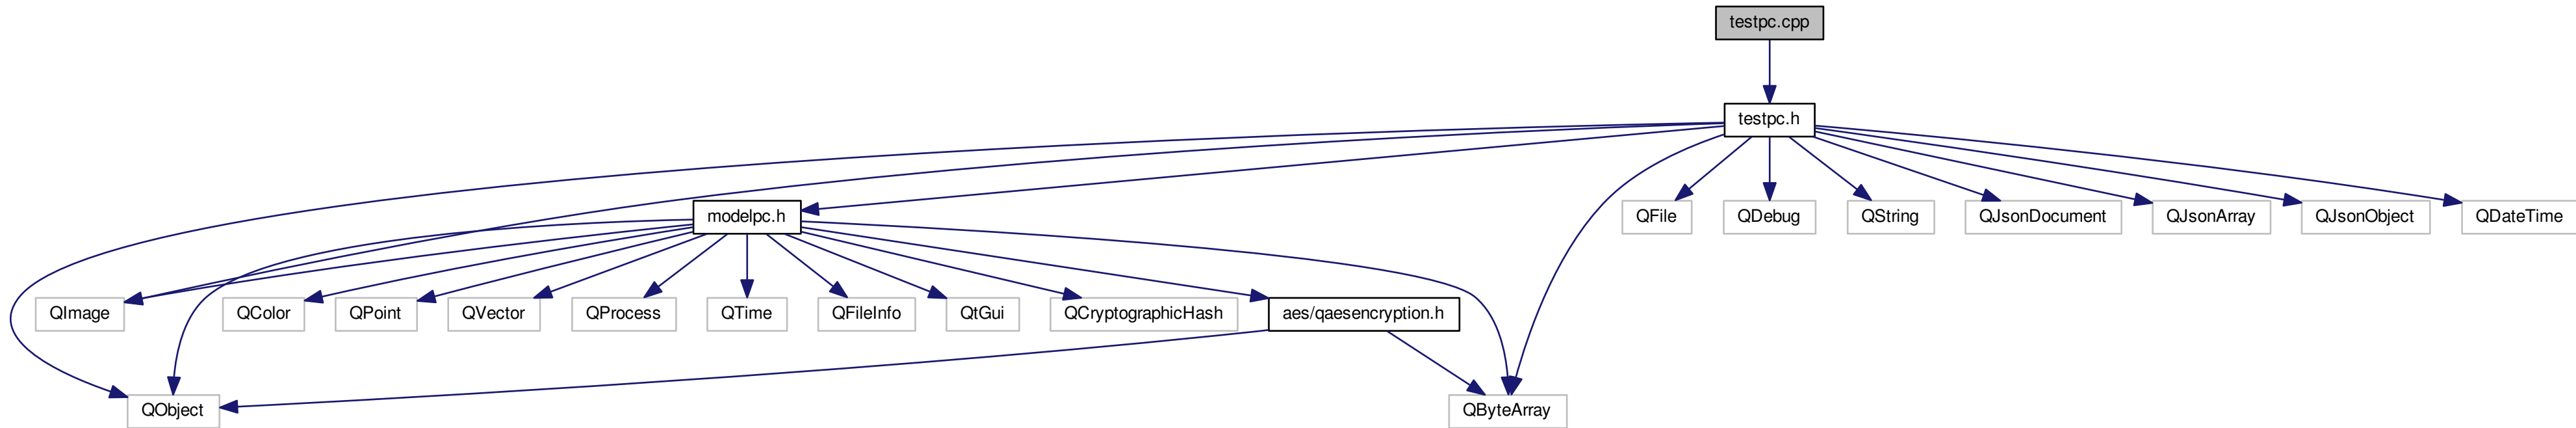 testpc.cpp
testpc.h
modelpc.h
QFile
QDebug
QString
QJsonDocument
QJsonArray
QJsonObject
QDateTime
QImage
QColor
QPoint
QVector
QProcess
QTime
QFileInfo
QtGui
QCryptographicHash
aes/qaesencryption.h
QObject
QByteArray